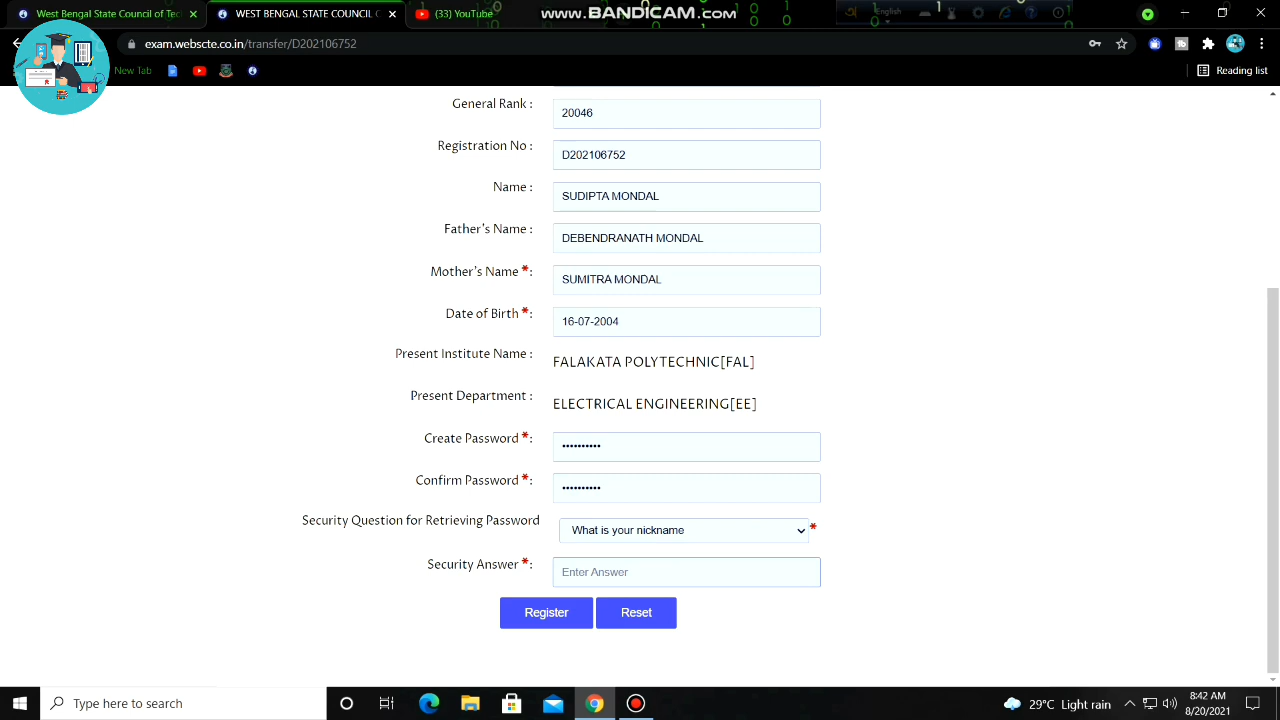 West Bengal State Council of Tec
WEST BENGAL STATE COUNCIL O
(33) YouTube
www.BANDICAM.com
English
exam.webscte.co.in/transfer/D202106752
New Tab
Reading list
General Rank :
20046
Registration No :
D202106752
Name :
SUDIPTA MONDAL
Father's Name :
DEBENDRANATH MONDAL
Mother's Name *:
SUMITRA MONDAL
Date of Birth *:
16-07-2004
Present Institute Name :
FALAKATA POLYTECHNIC[FAL]
Present Department :
ELECTRICAL ENGINEERING[EE]
Create Password *:
••••••••••
Confirm Password *:
••••••••••
Security Question for Retrieving Password
What is your nickname
*
Security Answer *:
Enter Answer
Register
Reset
Type here to search
29°C Light rain
8:42 AM
8/20/2021